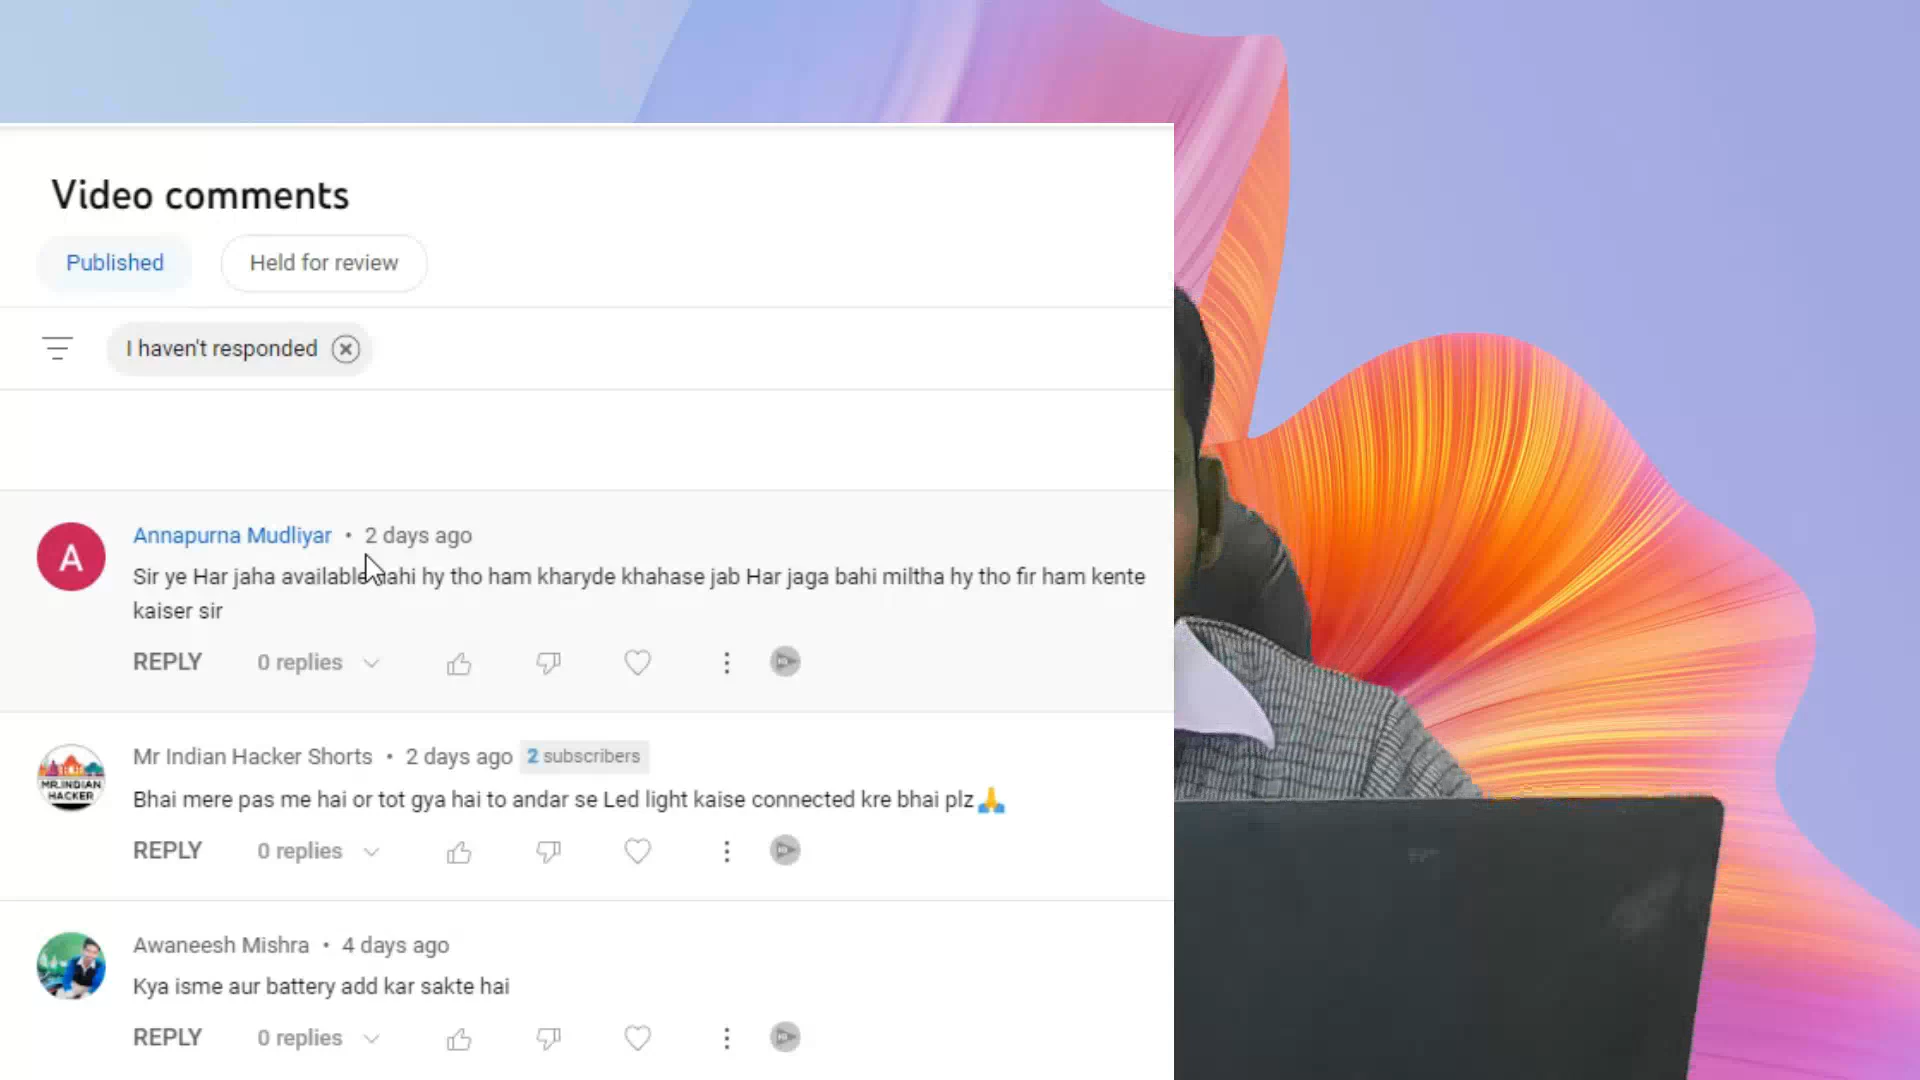 Video comments
Published
Held for review
I haven't responded
Annapurna Mudliyar • 2 days ago
Sir ye Har jaha available nahi hy tho ham kharyde khahase jab Har jaga bahi miltha hy tho fir ham kente
kaiser sir
REPLY 0 replies
Mr Indian Hacker Shorts • 2 days ago 2 subscribers
MR.INDIAN
HACKER
Bhai mere pas me hai or tot gya hai to andar se Led light kaise connected kre bhai plz🙏
REPLY 0 replies
Awaneesh Mishra • 4 days ago
Kya isme aur battery add kar sakte hai
REPLY 0 replies